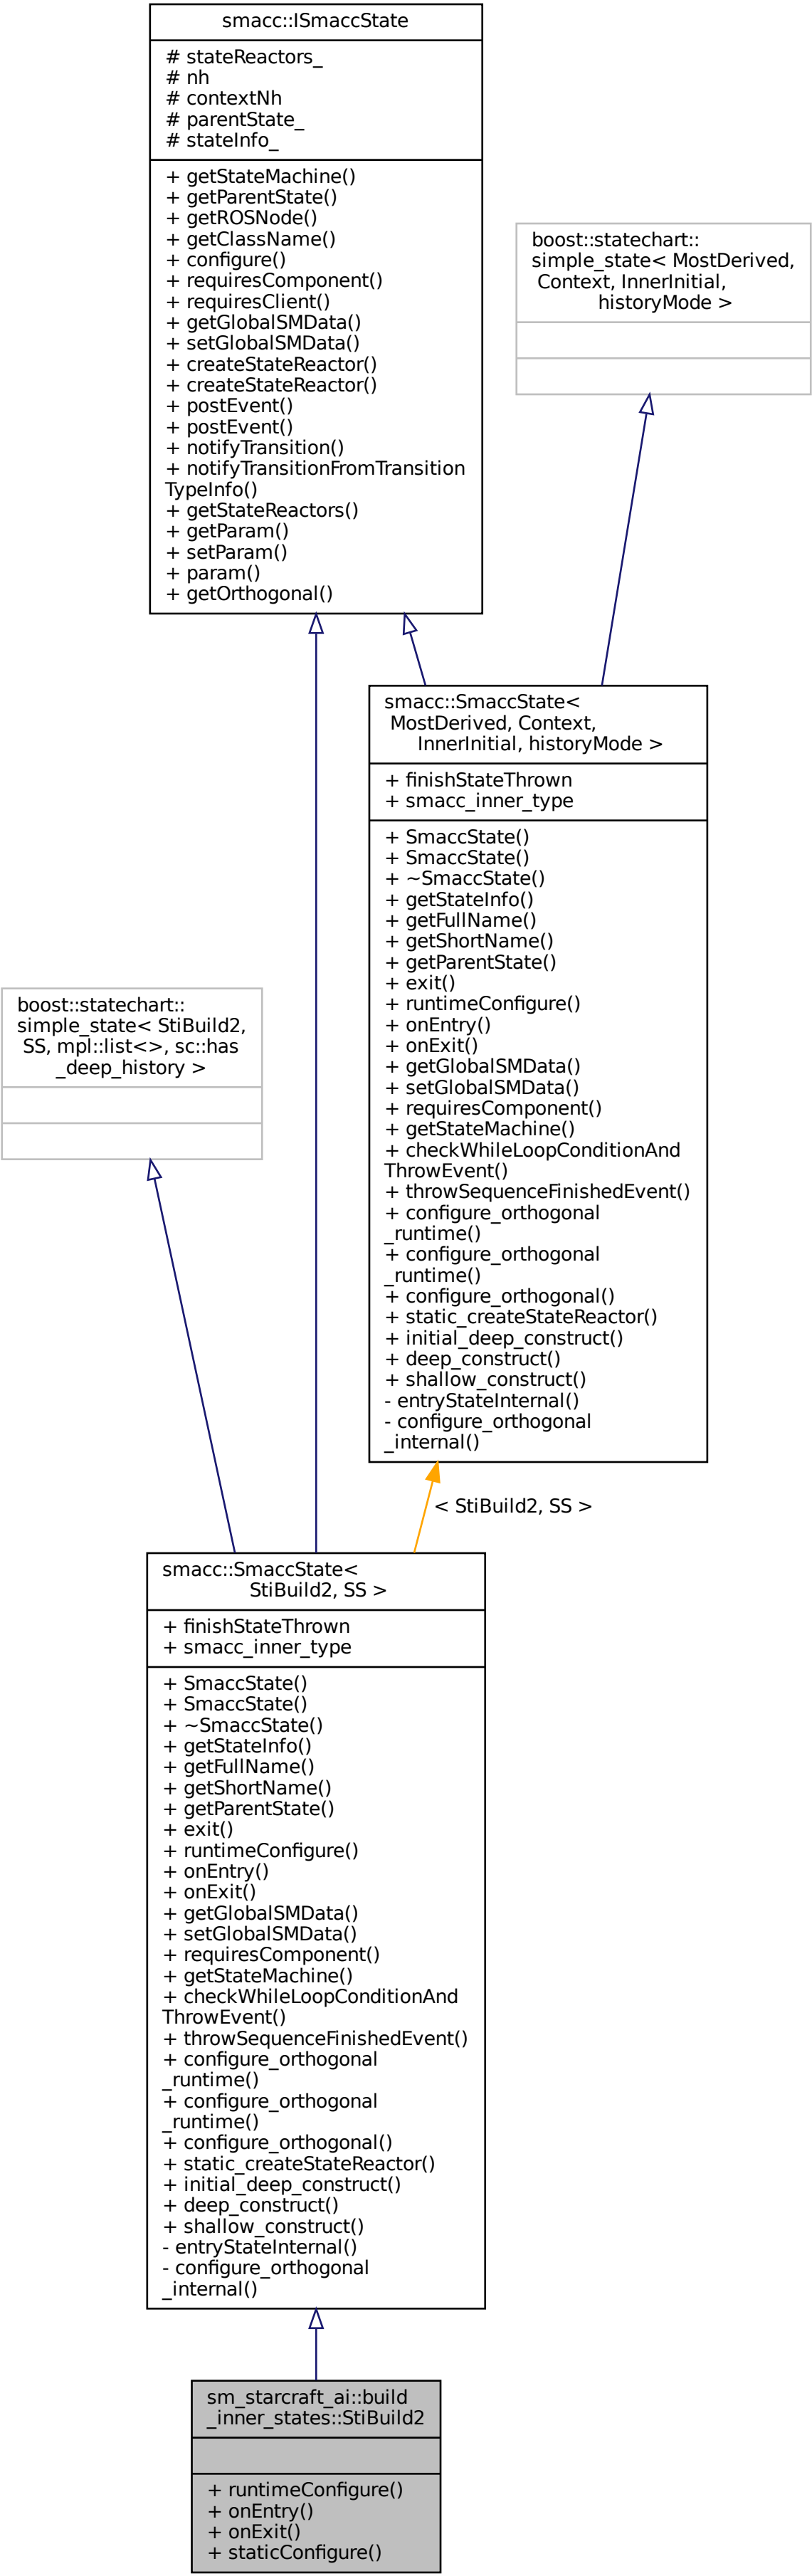 smacc::ISmaccState
# stateReactors_
# nh
# contextNh
# parentState_
# stateInfo_
+ getStateMachine()
+ getParentState()
+ getROSNode()
+ getClassName()
+ configure()
+ requiresComponent()
+ requiresClient()
+ getGlobalSMData()
+ setGlobalSMData()
+ createStateReactor()
+ createStateReactor()
+ postEvent()
+ postEvent()
+ notifyTransition()
+ notifyTransitionFromTransition
TypeInfo()
+ getStateReactors()
+ getParam()
+ setParam()
+ param()
+ getOrthogonal()
boost::statechart::
simple_state< MostDerived,
Context, InnerInitial,
historyMode >
smacc::SmaccState<
MostDerived, Context,
InnerInitial, historyMode >
+ finishStateThrown
+ smacc_inner_type
+ SmaccState()
+ SmaccState()
+ ~SmaccState()
+ getStateInfo()
+ getFullName()
+ getShortName()
+ getParentState()
+ exit()
+ runtimeConfigure()
+ onEntry()
+ onExit()
+ getGlobalSMData()
+ setGlobalSMData()
+ requiresComponent()
+ getStateMachine()
+ checkWhileLoopConditionAnd
ThrowEvent()
+ throwSequenceFinishedEvent()
+ configure_orthogonal
_runtime()
+ configure_orthogonal
_runtime()
+ configure_orthogonal()
+ static_createStateReactor()
+ initial_deep_construct()
+ deep_construct()
+ shallow_construct()
- entryStateInternal()
- configure_orthogonal
_internal()
boost::statechart::
simple_state< StiBuild2,
SS, mpl::list<>, sc::has
_deep_history >
< StiBuild2, SS >
smacc::SmaccState<
StiBuild2, SS >
+ finishStateThrown
+ smacc_inner_type
+ SmaccState()
+ SmaccState()
+ ~SmaccState()
+ getStateInfo()
+ getFullName()
+ getShortName()
+ getParentState()
+ exit()
+ runtimeConfigure()
+ onEntry()
+ onExit()
+ getGlobalSMData()
+ setGlobalSMData()
+ requiresComponent()
+ getStateMachine()
+ checkWhileLoopConditionAnd
ThrowEvent()
+ throwSequenceFinishedEvent()
+ configure_orthogonal
_runtime()
+ configure_orthogonal
_runtime()
+ configure_orthogonal()
+ static_createStateReactor()
+ initial_deep_construct()
+ deep_construct()
+ shallow_construct()
- entryStateInternal()
- configure_orthogonal
_internal()
sm_starcraft_ai::build
_inner_states::StiBuild2
+ runtimeConfigure()
+ onEntry()
+ onExit()
+ staticConfigure()